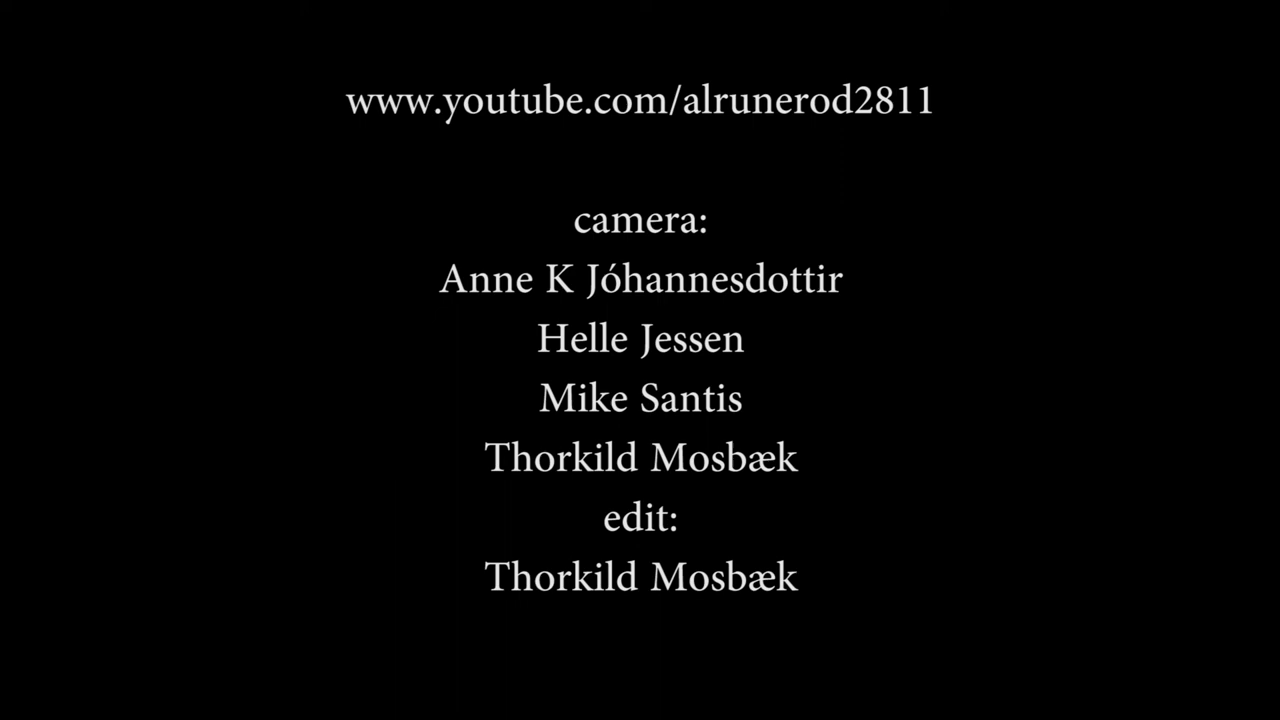 www.youtube.com/alrunerod2811
camera:
Anne K Jóhannesdottir
Helle Jessen
Mike Santis
Thorkild Mosbæk
edit:
Thorkild Mosbæk